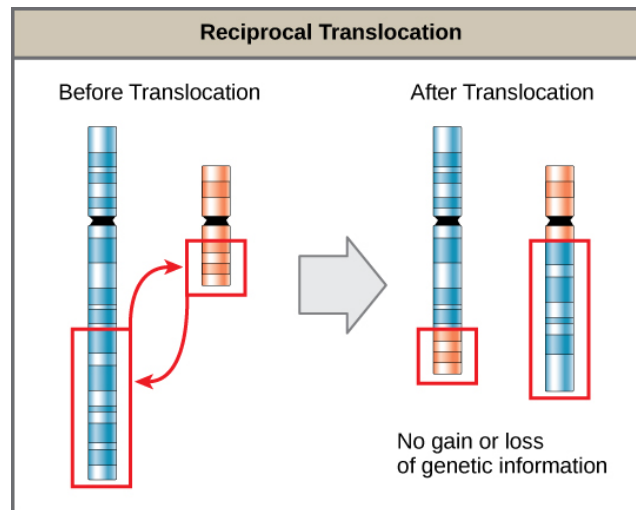 Reciprocal Translocation
Before Translocation
After Translocation
No gain or loss
of genetic information